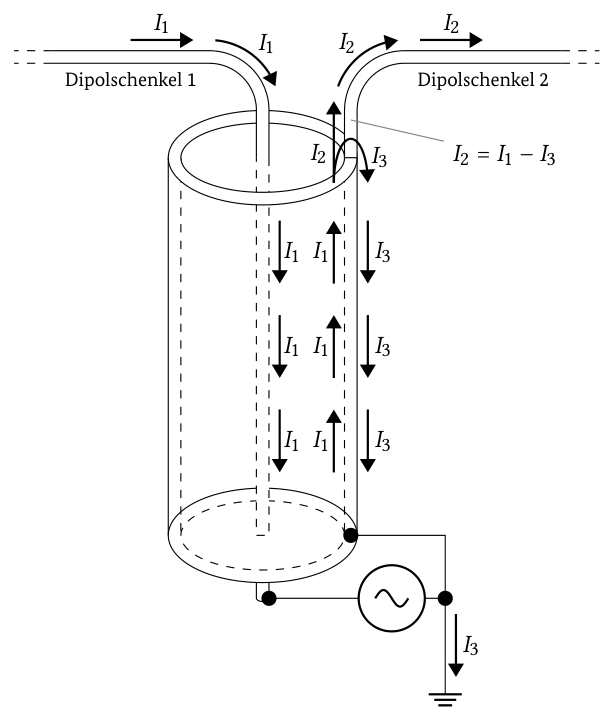 I₁
I₁
I₂
I₂
Dipolschenkel 1
Dipolschenkel 2
I₂
I₃
I₂ = I₁ − I₃
I₁ I₁ I₃
I₁ I₁ I₃
I₁ I₁ I₃
I₃